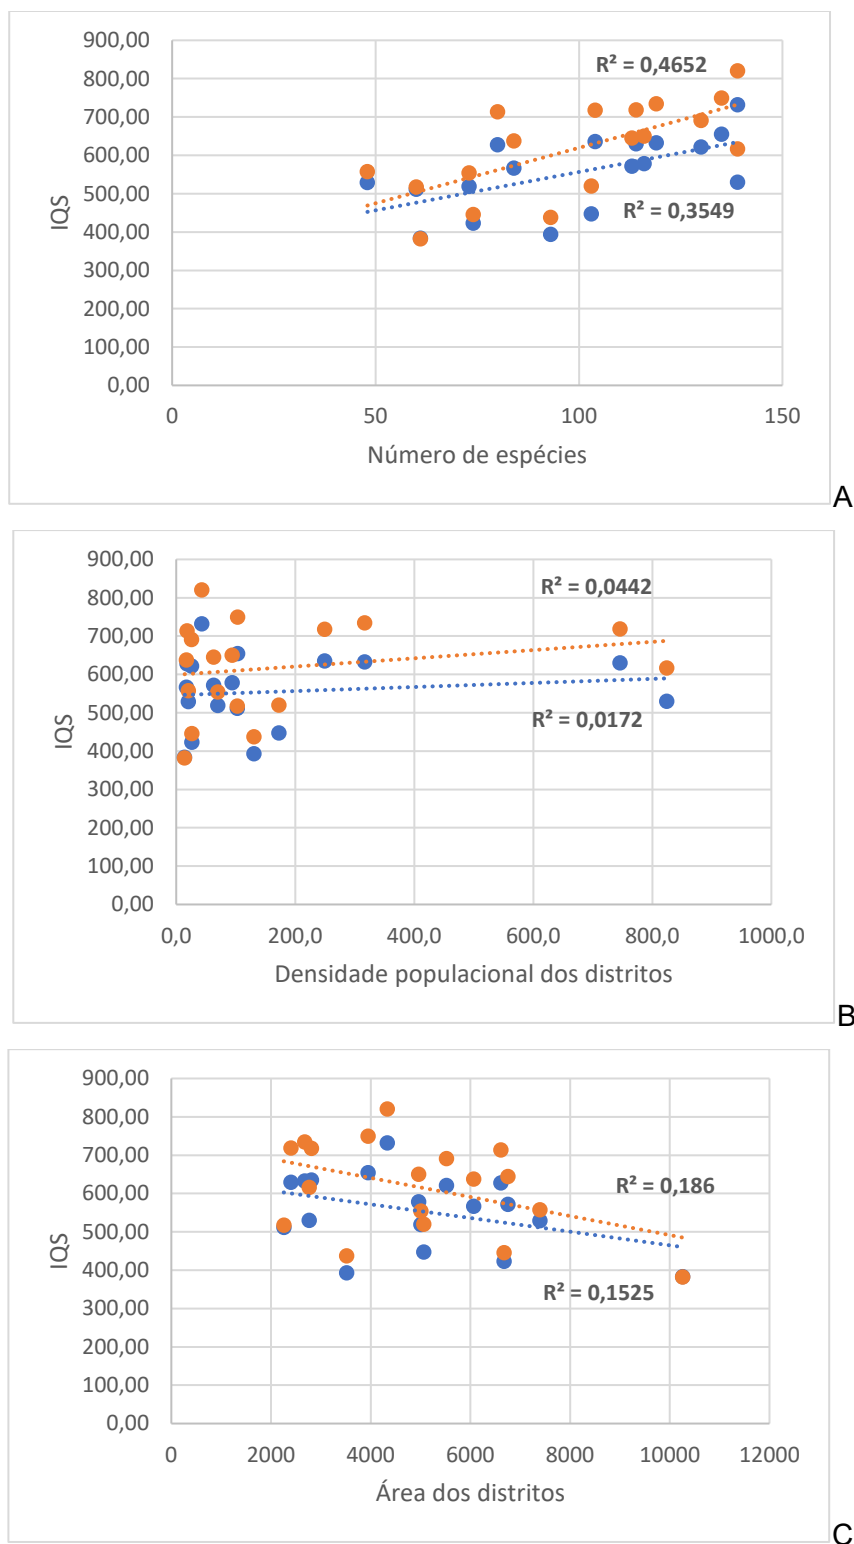 900,00
800,00
700,00
600,00
500,00
400,00
300,00
200,00
100,00
0,00
IQS
R² = 0,4652
R² = 0,3549
0 50 100 150
Número de espécies
A
900,00
800,00
700,00
600,00
500,00
400,00
300,00
200,00
100,00
0,00
IQS
R² = 0,0442
R² = 0,0172
0,0 200,0 400,0 600,0 800,0 1000,0
Densidade populacional dos distritos
B
900,00
800,00
700,00
600,00
500,00
400,00
300,00
200,00
100,00
0,00
IQS
R² = 0,186
R² = 0,1525
0 2000 4000 6000 8000 10000 12000
Área dos distritos
C